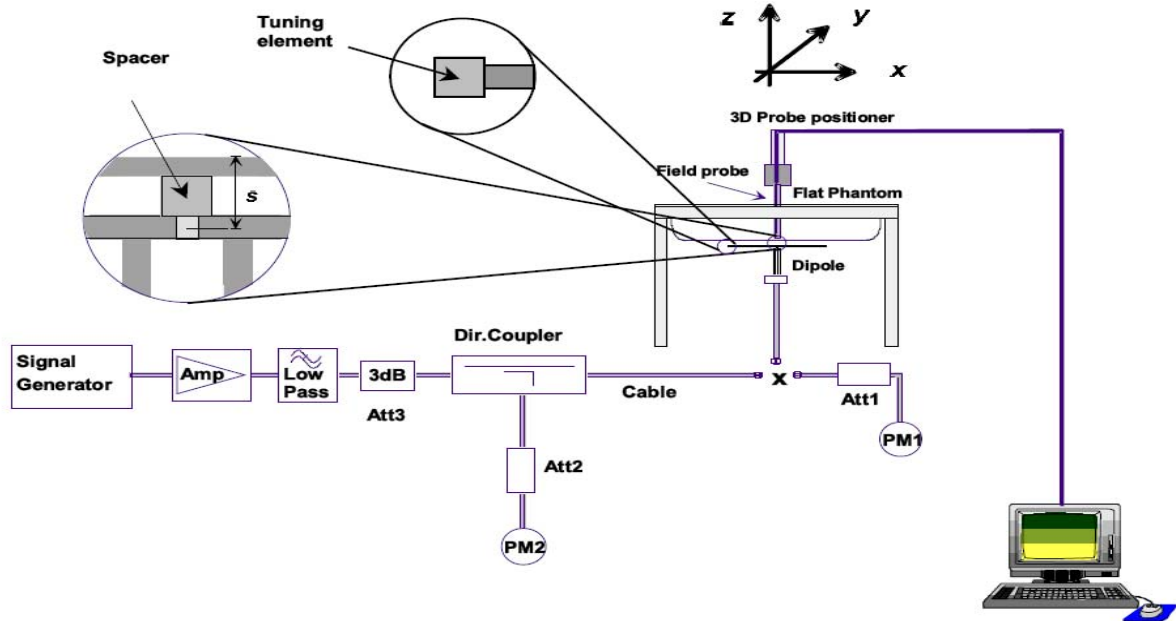 Tuning
element
Spacer
s
z
y
x
3D Probe positioner
Field probe
Flat Phantom
Dipole
Signal
Generator
Amp
Low
Pass
3dB
Att3
Dir.Coupler
Cable
x
Att1
PM1
Att2
PM2